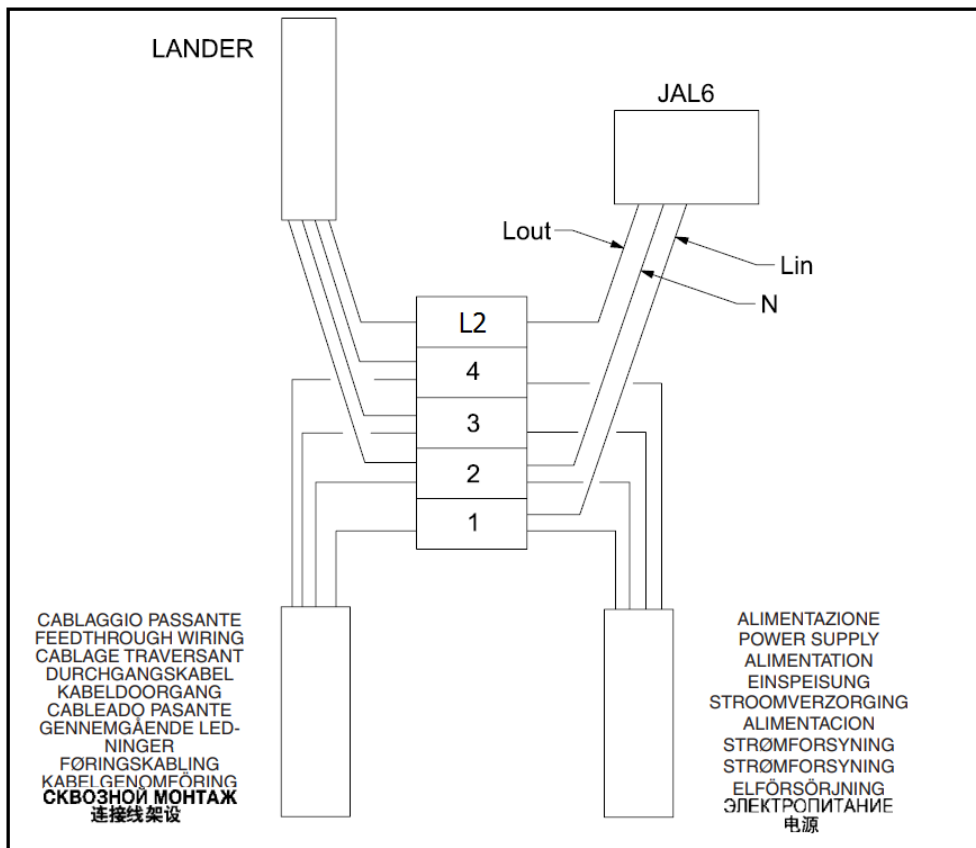 LANDER
JAL6
Lout
Lin
N
L2
4
3
2
1
CABLAGGIO PASSANTE
FEEDTHROUGH WIRING
CABLAGE TRAVERSANT
DURCHGANGSKABEL
KABELDOORGANG
CABLEADO PASANTE
GENNEMGÅENDE LED-
NINGER
FØRINGSKABLING
KABELGENOMFÖRING
СКВОЗНОЙ МОНТАЖ
连接线架设
ALIMENTAZIONE
POWER SUPPLY
ALIMENTATION
EINSPEISUNG
STROOMVERZORGING
ALIMENTACION
STRØMFORSYNING
STRØMFORSYNING
ELFÖRSÖRJNING
ЭЛЕКТРОПИТАНИЕ
电源